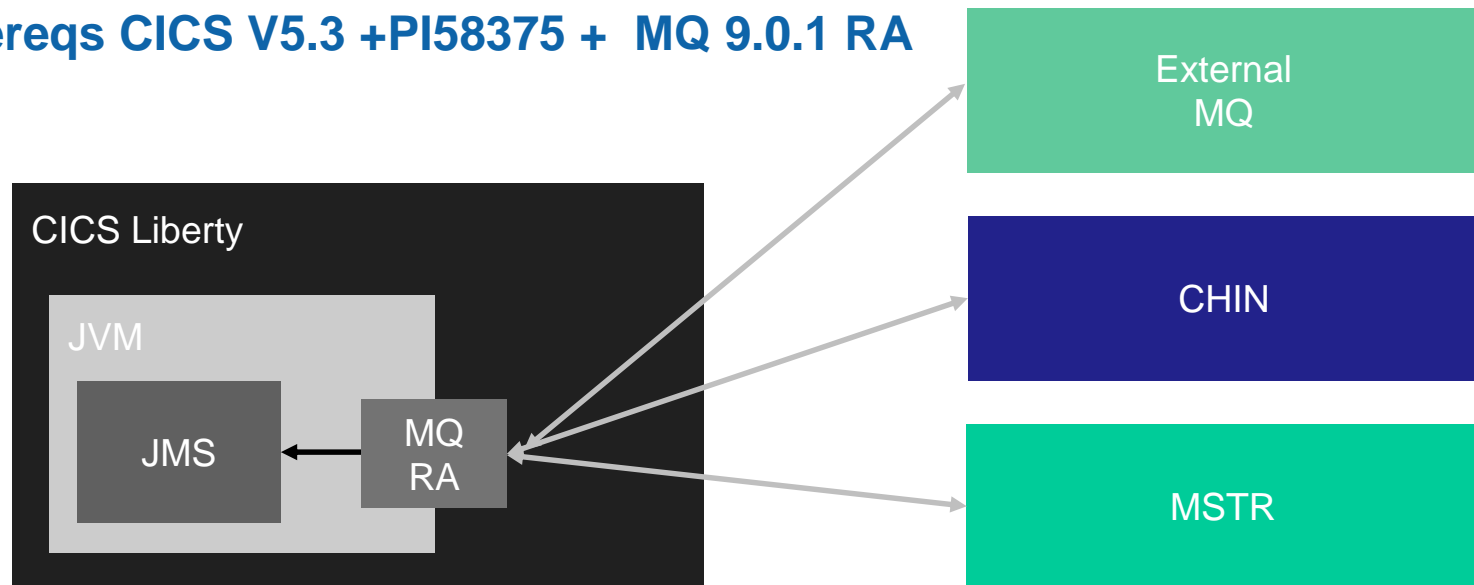 ereqs CICS V5.3 +PI58375 + MQ 9.0.1 RA
External
MQ
CICS Liberty
CHIN
JVM
JMS
MQ
RA
MSTR